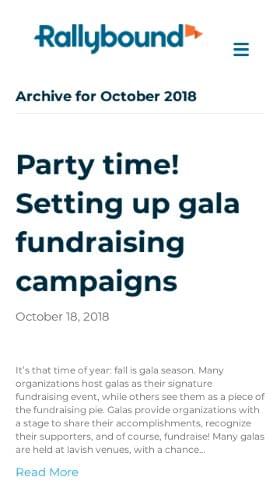 Rallybound
Archive for October 2018
Party time!
Setting up gala
fundraising
campaigns
October 18, 2018
It's that time of year: fall is gala season. Many
organizations host galas as their signature
fundraising event, while others see them as a piece of
the fundraising pie. Galas provide organizations with
a stage to share their accomplishments, recognize
their supporters, and of course, fundraise! Many galas
are held at lavish venues, with a chance...
Read More